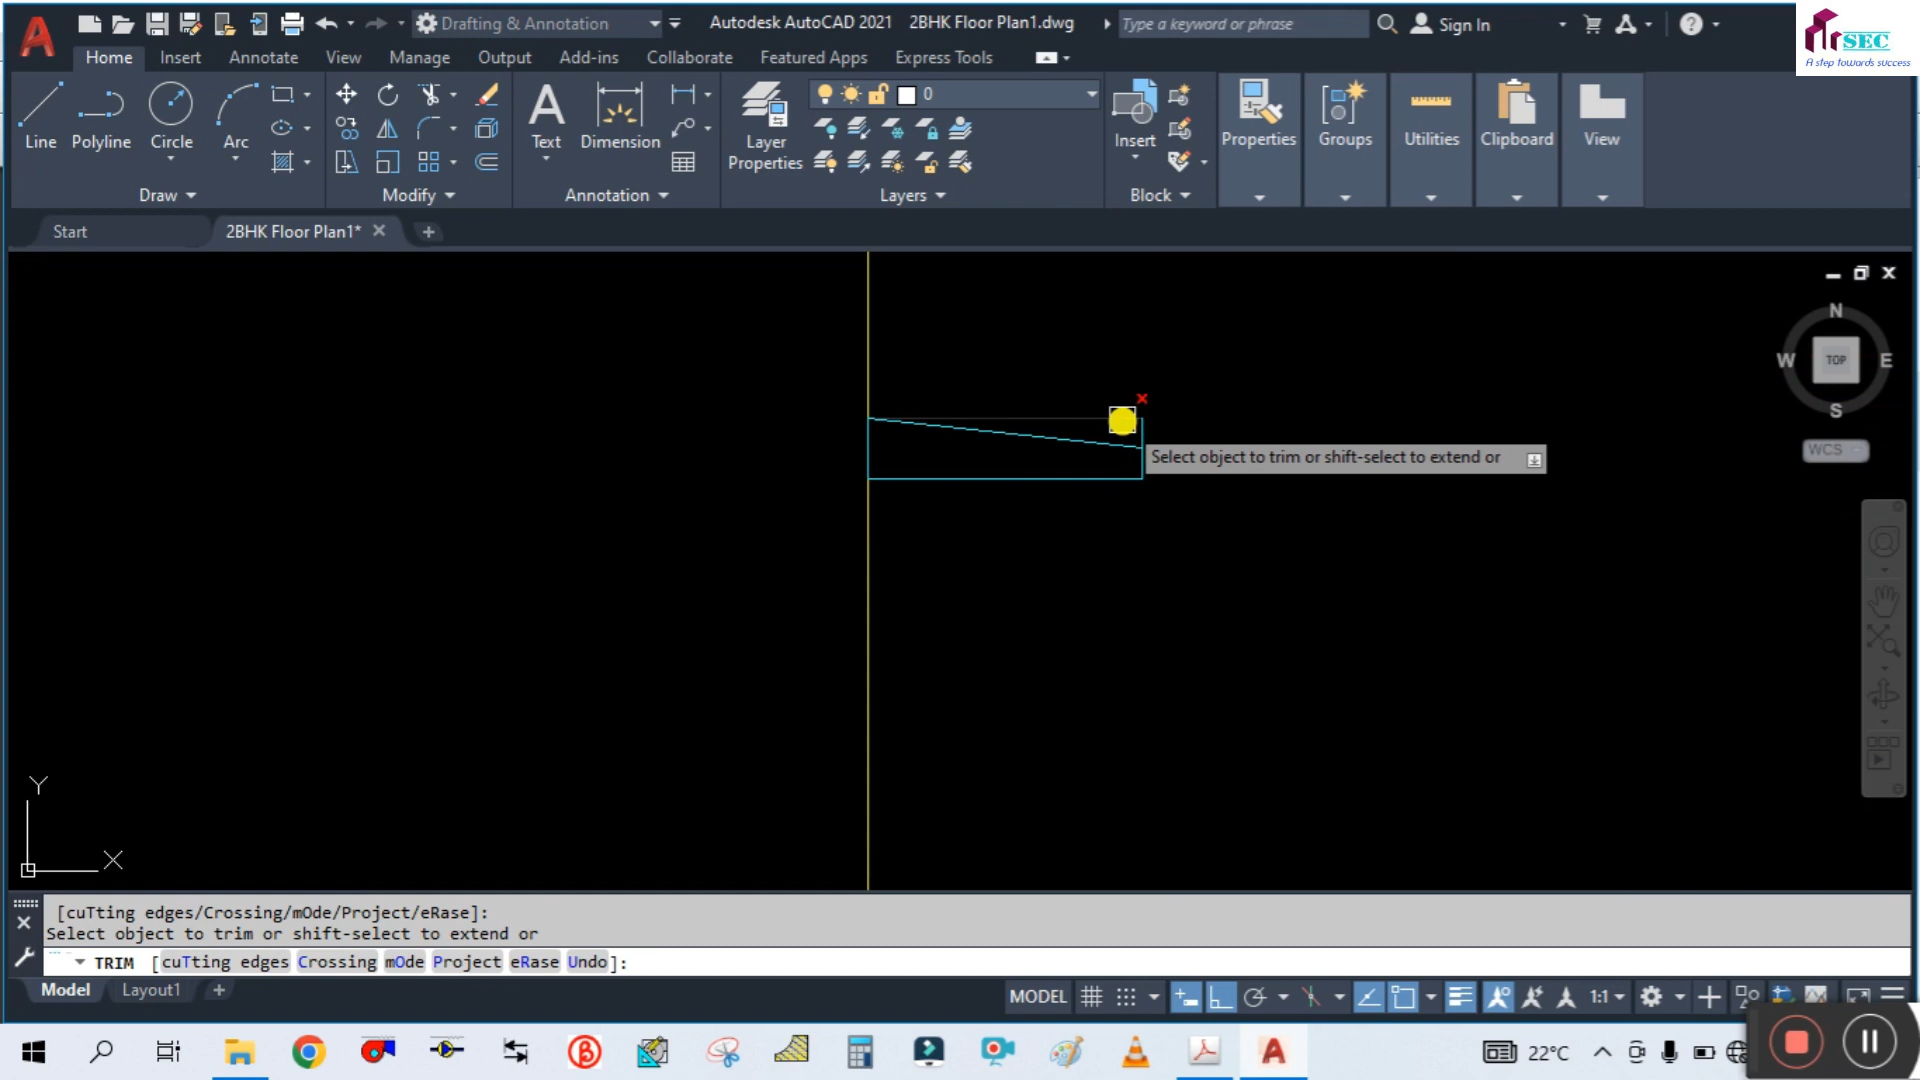 Drafting & Annotation
Autodesk AutoCAD 2021 2BHK Floor Plan1.dwg
Type a keyword or phrase
Sign In
SEC
A step towards success
Home Insert Annotate View Manage Output Add-ins Collaborate Featured Apps Express Tools
0
Line Polyline Circle Arc
Text Dimension
Layer Properties
Insert
Properties Groups Utilities Clipboard View
Draw Modify Annotation Layers Block
Start 2BHK Floor Plan1*
N
W TOP E
S
WCS
Select object to trim or shift-select to extend or
Y
X
[cuTting edges/Crossing/mOde/Project/eRase]:
Select object to trim or shift-select to extend or
TRIM [cuTting edges Crossing mOde Project eRase Undo]:
Model Layout1
MODEL 1:1
22°C